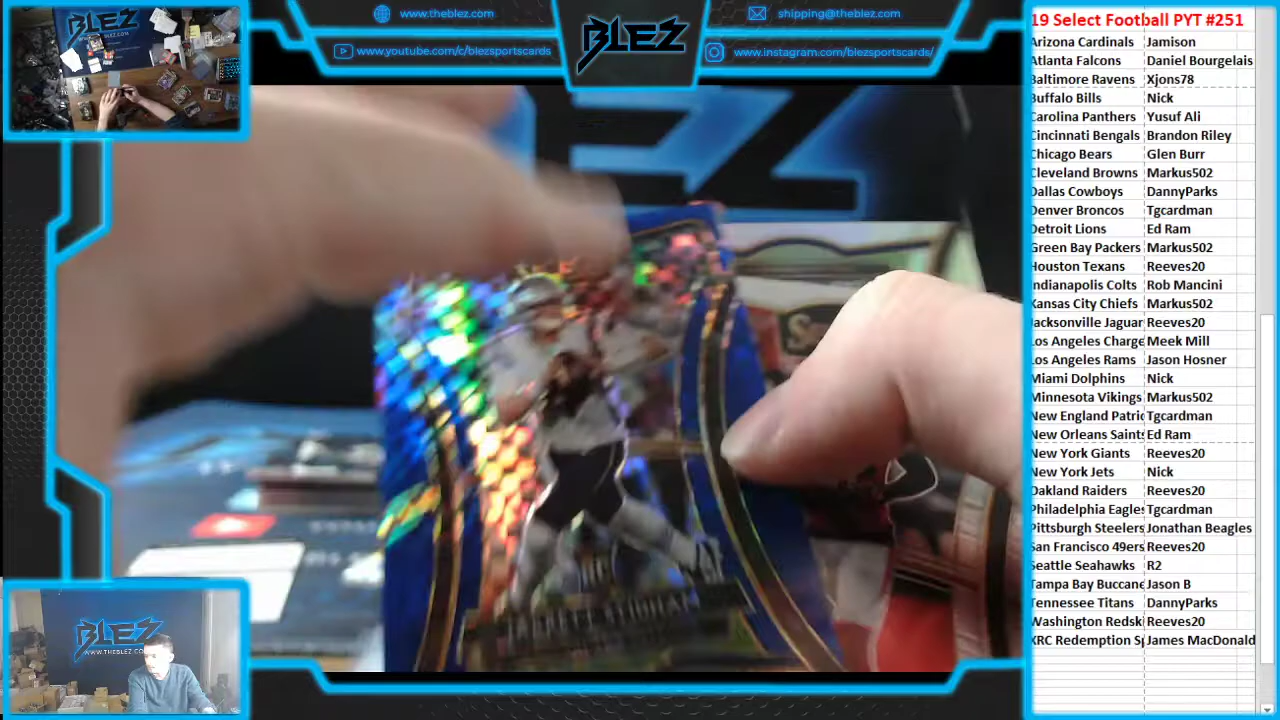 www.theblez.com
shipping@theblez.com
www.youtube.com/c/blezsportscards
www.instagram.com/blezsportscards/
BLEZ
19 Select Football PYT #251
Arizona Cardinals Jamison
Atlanta Falcons Daniel Bourgelais
Baltimore Ravens Xjons78
Buffalo Bills Nick
Carolina Panthers Yusuf Ali
Cincinnati Bengals Brandon Riley
Chicago Bears Glen Burr
Cleveland Browns Markus502
Dallas Cowboys DannyParks
Denver Broncos Tgcardman
Detroit Lions Ed Ram
Green Bay Packers Markus502
Houston Texans Reeves20
Indianapolis Colts Rob Mancini
Kansas City Chiefs Markus502
Jacksonville Jaguar Reeves20
Los Angeles Charge Meek Mill
Los Angeles Rams Jason Hosner
Miami Dolphins Nick
Minnesota Vikings Markus502
New England Patric Tgcardman
New Orleans Saints Ed Ram
New York Giants Reeves20
New York Jets Nick
Oakland Raiders Reeves20
Philadelphia Eagles Tgcardman
Pittsburgh Steelers Jonathan Beagles
San Francisco 49ers Reeves20
Seattle Seahawks R2
Tampa Bay Buccane Jason B
Tennessee Titans DannyParks
Washington Redski Reeves20
XRC Redemption Sp James MacDonald
BLEZ
WWW.THEBLEZ.COM